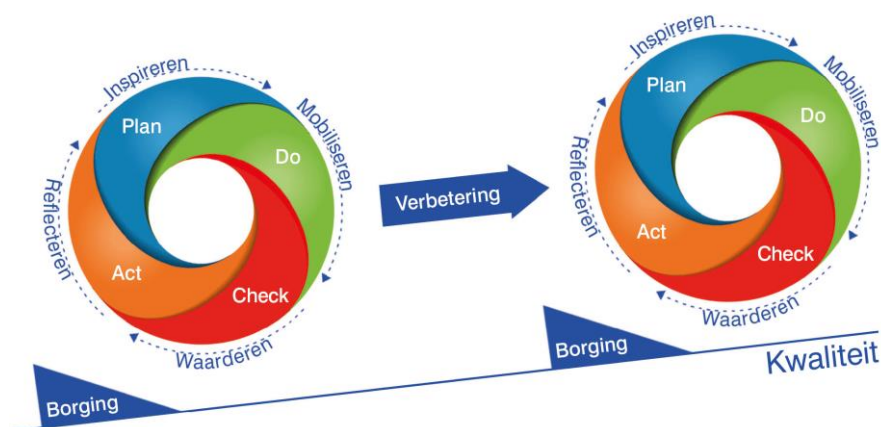 Inspireren
Plan
Mobiliseren
Do
Reflecteren
Act
Check
Waarderen
Borging
Verbetering
Inspireren
Plan
Mobiliseren
Do
Reflecteren
Act
Check
Waarderen
Borging
Kwaliteit